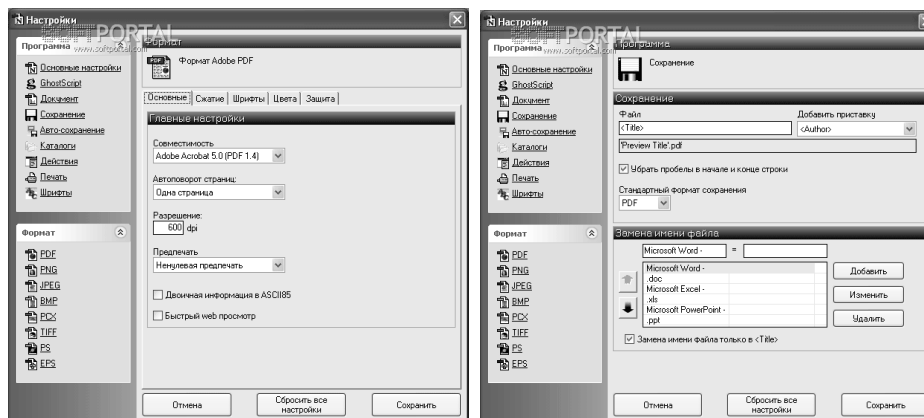 Настройки
SOFTPORTAL
www.softportal.com
Программа
Основные настройки
GhostScript
Документ
Сохранение
Авто-сохранение
Каталоги
Действия
Печать
Шрифты
Формат
PDF
PNG
JPEG
BMP
PCX
TIFF
PS
EPS
Формат
PDF
Формат Adobe PDF
Основные Сжатие Шрифты Цвета Защита
Главные настройки
Совместимость
Adobe Acrobat 5.0 (PDF 1.4)
Автоповорот страниц:
Одна страница
Разрешение:
600 dpi
Предпечать
Ненулевая предпечать
Двоичная информация в ASCII85
Быстрый web просмотр
Отмена
Сбросить все
настройки
Сохранить
Настройки
SOFTPORTAL
www.softportal.com
Программа
Основные настройки
GhostScript
Документ
Сохранение
Авто-сохранение
Каталоги
Действия
Печать
Шрифты
Формат
PDF
PNG
JPEG
BMP
PCX
TIFF
PS
EPS
Программа
Сохранение
Сохранение
Файл
Добавить приставку
<Title>
<Author>
'Preview Title'.pdf
Убрать пробелы в начале и конце строки
Стандартный формат сохранения
PDF
Замена имени файла
Microsoft Word - =
Microsoft Word -
.doc
Microsoft Excel -
.xls
Microsoft PowerPoint -
.ppt
Добавить
Изменить
Удалить
Замена имени файла только в <Title>
Отмена
Сбросить все
настройки
Сохранить